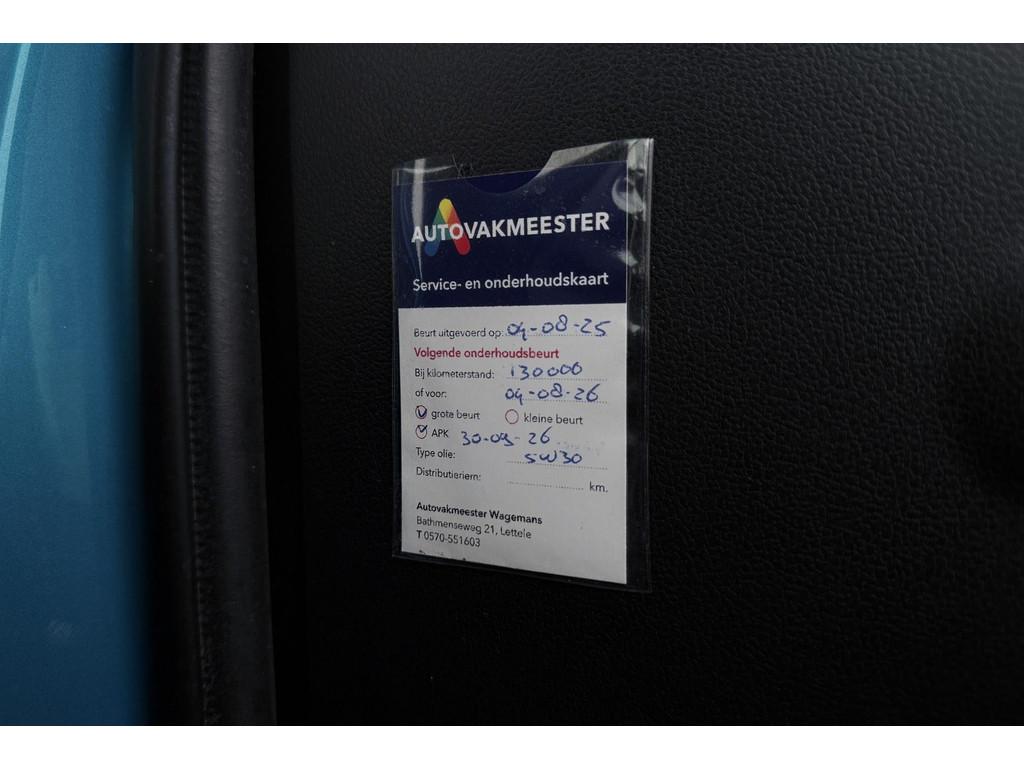 AUTOVAKMEESTER
Service- en onderhoudskaart
Beurt uitgevoerd op: 04-08-25
Volgende onderhoudsbeurt
Bij kilometerstand: 130000
of voor: 04-08-26
grote beurt kleine beurt
APK 30-09-26
Type olie: 5W30
Distributieriem: km.
Autovakmeester Wagemans
Bathmenseweg 21, Lettele
T 0570-551603